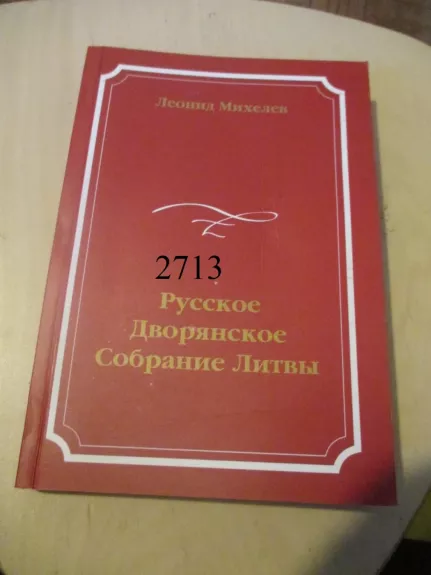 Леонид Михелев
2713
Русское
Дворянское
Собрание Литвы